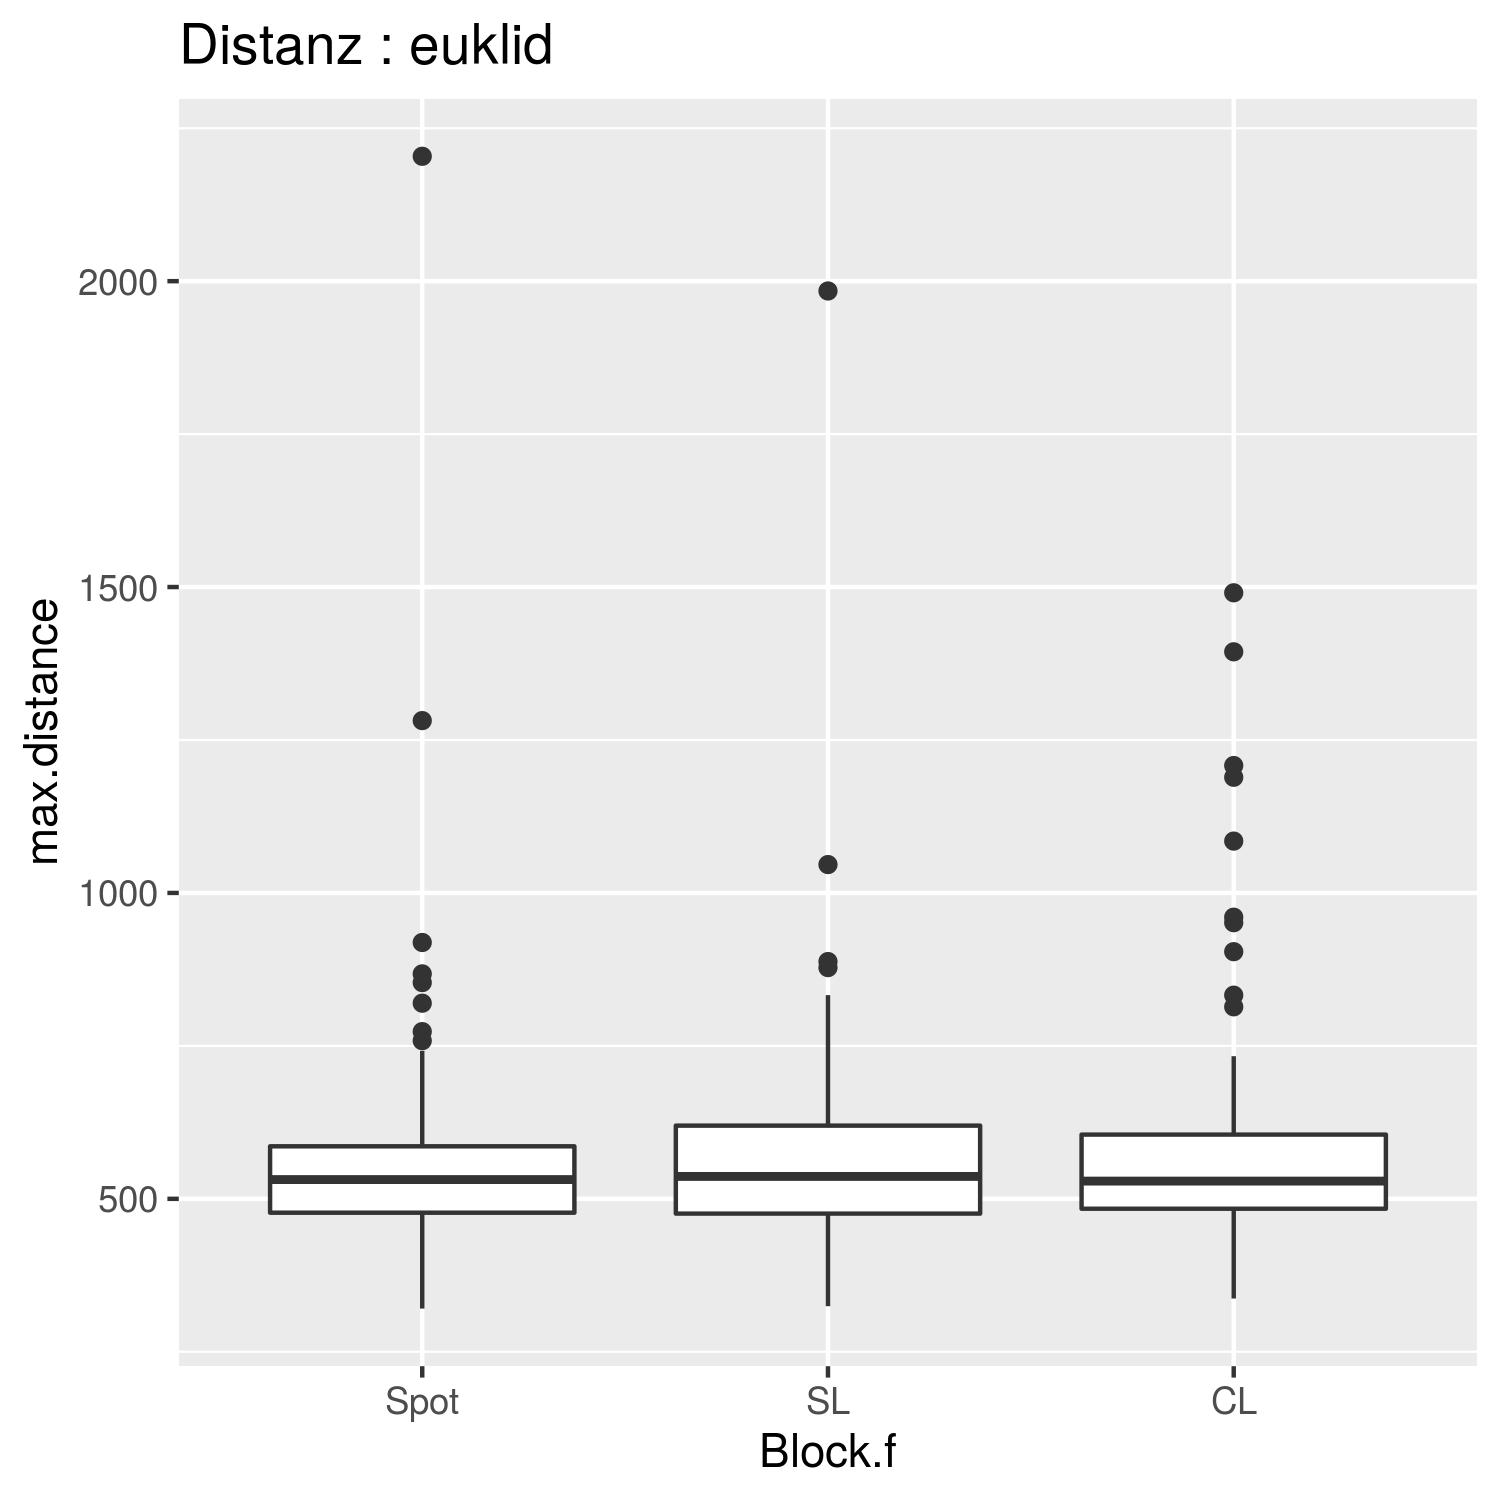 Distanz : euklid
max.distance
2000
1500
1000
500
Spot SL CL
Block.f